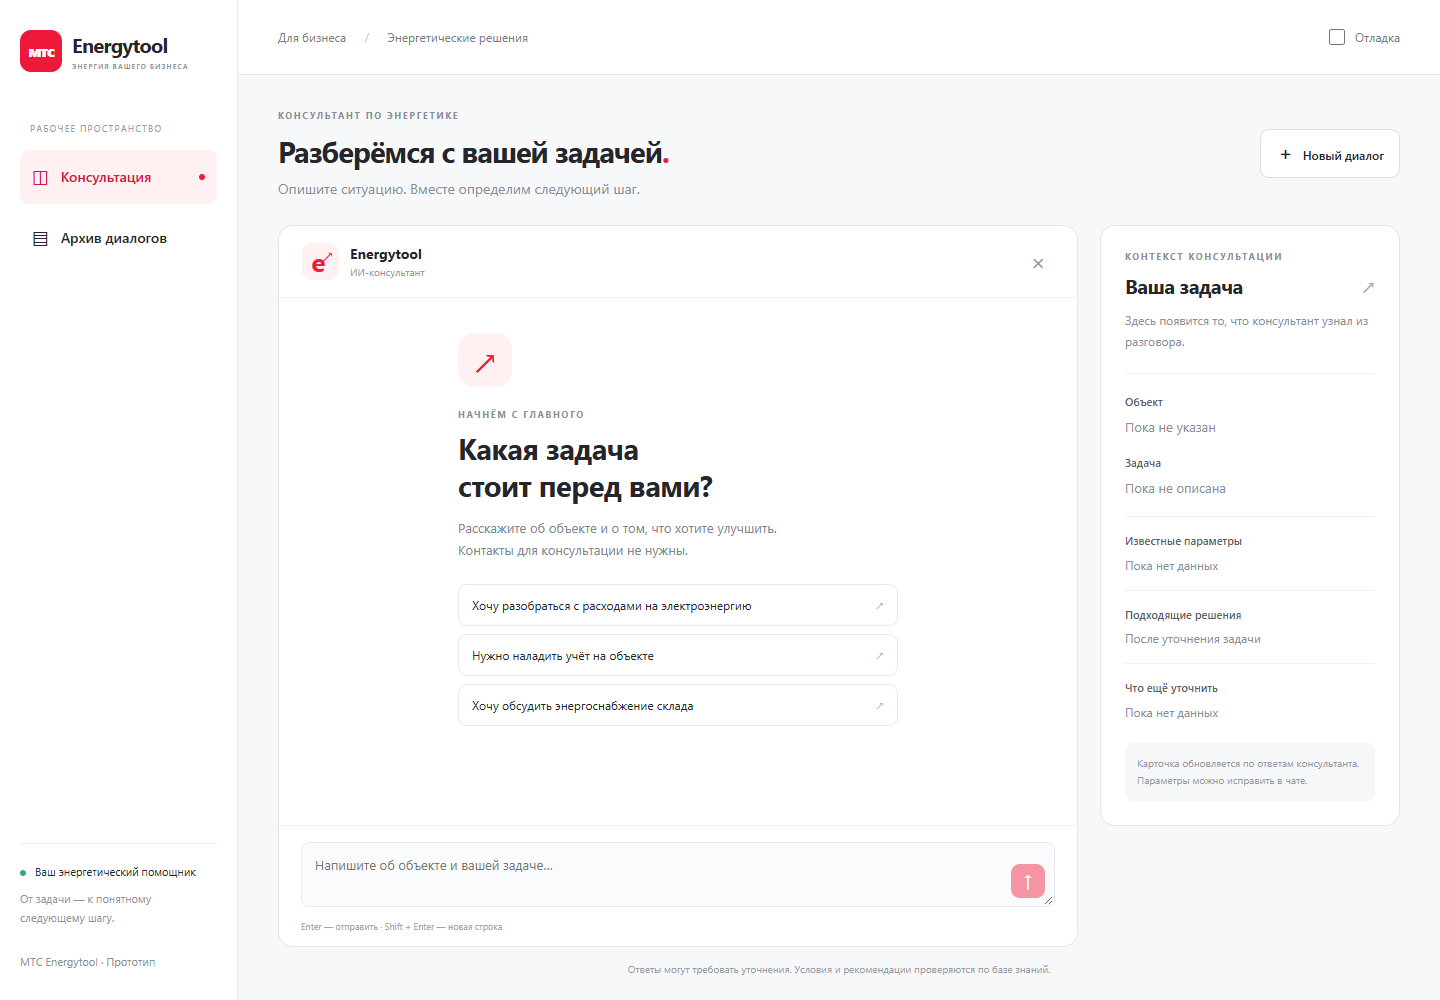 мтс
Energytool
ЭНЕРГИЯ ВАШЕГО БИЗНЕСА
РАБОЧЕЕ ПРОСТРАНСТВО
Консультация
Архив диалогов
Ваш энергетический помощник
От задачи — к понятному
следующему шагу.
МТС Energytool · Прототип
Для бизнеса / Энергетические решения
Отладка
КОНСУЛЬТАНТ ПО ЭНЕРГЕТИКЕ
Разберёмся с вашей задачей.
Опишите ситуацию. Вместе определим следующий шаг.
+ Новый диалог
e↗
Energytool
ИИ-консультант
×
↗
НАЧНЁМ С ГЛАВНОГО
Какая задача
стоит перед вами?
Расскажите об объекте и о том, что хотите улучшить.
Контакты для консультации не нужны.
Хочу разобраться с расходами на электроэнергию ↗
Нужно наладить учёт на объекте ↗
Хочу обсудить энергоснабжение склада ↗
Напишите об объекте и вашей задаче...
↑
Enter — отправить · Shift + Enter — новая строка
Ответы могут требовать уточнения. Условия и рекомендации проверяются по базе знаний.
КОНТЕКСТ КОНСУЛЬТАЦИИ
Ваша задача ↗
Здесь появится то, что консультант узнал из
разговора.
Объект
Пока не указан
Задача
Пока не описана
Известные параметры
Пока нет данных
Подходящие решения
После уточнения задачи
Что ещё уточнить
Пока нет данных
Карточка обновляется по ответам консультанта.
Параметры можно исправить в чате.